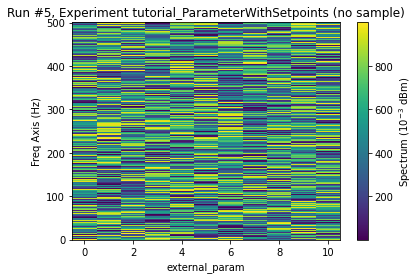 Run #5, Experiment tutorial_ParameterWithSetpoints (no sample)
500
400
300
200
100
0
Freq Axis (Hz)
0 2 4 6 8 10
external_param
800
600
400
200
Spectrum (10⁻³ dBm)